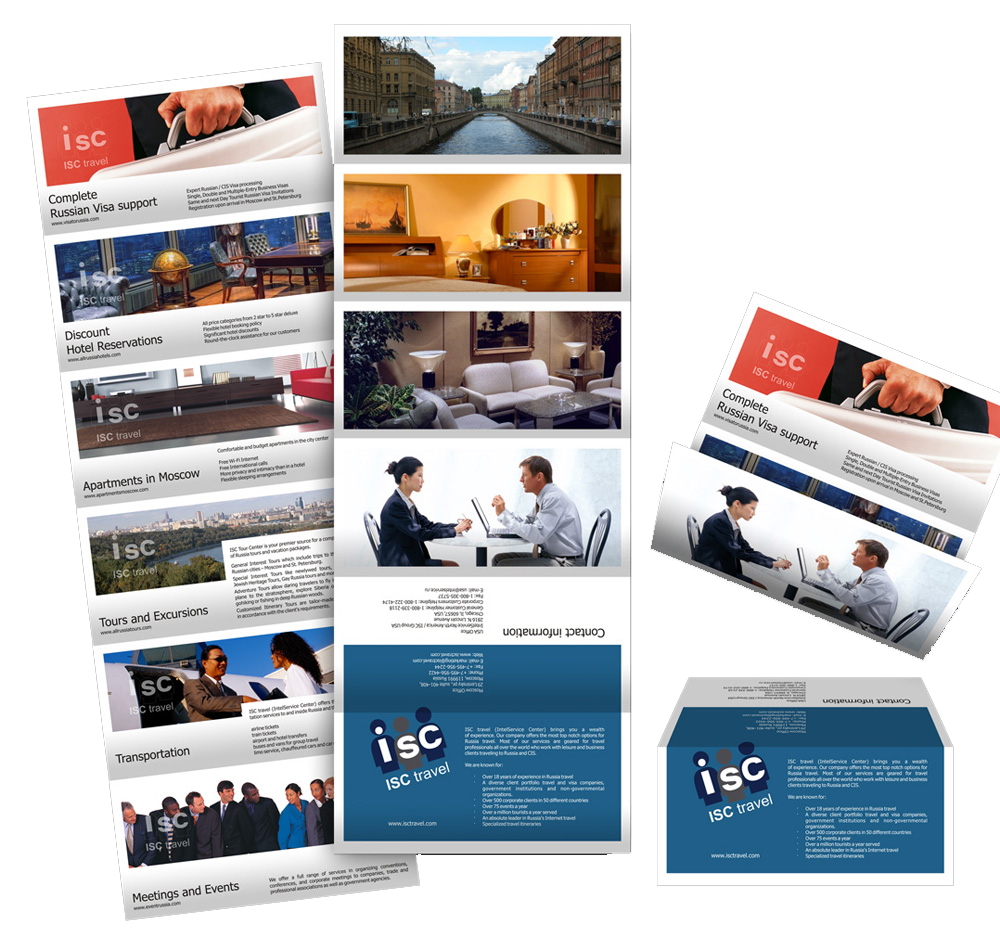 isc
ISC travel
Complete
Russian Visa support
www.visatorussia.com
Expert Russian / CIS Visa processing
Single, Double and Multiple-Entry Business Visas
Same and next Day Tourist Russian Visa Invitations
Registration upon arrival in Moscow and St.Petersburg
isc
ISC travel
Discount
Hotel Reservations
www.allrussiahotels.com
All price categories from 2 star to 5 star deluxe
Flexible hotel booking policy
Significant hotel discounts
Round-the-clock assistance for our customers
isc
ISC travel
Apartments in Moscow
www.apartmentsmoscow.com
Comfortable and budget apartments in the city center
Free Wi-Fi Internet
Free International calls
More privacy and intimacy than in a hotel
Flexible sleeping arrangements
isc
ISC travel
Tours and Excursions
www.allrussiatours.com
ISC Tour Center is your premier source for a
of Russia tours and vacation packages.
General Interest Tours which include trips to
Russian cities – Moscow and St.Petersburg.
Special Interest Tours like newlywed tours,
Jewish Heritage Tours, Gay Russia tours and
Adventure Tours allow daring travelers to fly
plane to the stratosphere, explore Siberia
or fishing in deep Russian woods.
Customized Itinerary Tours are
in accordance with the client's requirements.
isc
ISC travel
Transportation
ISC travel (IntelService Center) offers
tation services to and inside Russia and
airline tickets
train tickets
airport and hotel transfers
buses and vans for group travel
limo service, chauffeured cars and
isc
ISC travel
Meetings and Events
www.eventrussia.com
We offer a full range of services in organizing conventions,
conferences, and corporate meetings to companies, trade and
professional associations as well as government agencies.
Contact information
USA Office
IntelService North America / ISC Group USA
2816 N. Lincoln Avenue
Chicago, IL 60657, USA
General Customer Helpline: 1-800-339-2118
Corporate Customers Helpline: 1-800-322-4174
Fax: 1-800-305-5737
E-mail: usa@intelservice.ru
Moscow Office
Phone: +7-495-956-4422
Fax: +7-495-956-2244
E-mail: marketing@isctravel.com
Web: www.isctravel.com
isc
ISC travel
www.isctravel.com
ISC travel (IntelService Center) brings you a wealth
of experience. Our company offers the most top notch options for
Russia travel. Most of our services are geared for travel
professionals all over the world who work with leisure and business
clients traveling to Russia and CIS.
We are known for:
· Over 18 years of experience in Russia travel
· A diverse client portfolio travel and visa companies,
government institutions and non-governmental
organizations.
· Over 500 corporate clients in 50 different countries
· Over 75 events a year
· Over a million tourists a year served
· An absolute leader in Russia's Internet travel
· Specialized travel itineraries
isc
ISC travel
Complete
Russian Visa support
www.visatorussia.com
Expert Russian / CIS Visa processing
Single, Double and Multiple-Entry Business Visas
Same and next Day Tourist Russian Visa Invitations
Registration upon arrival in Moscow and St.Petersburg
Contact information
isc
ISC travel
www.isctravel.com
ISC travel (IntelService Center) brings you a wealth
of experience. Our company offers the most top notch options for
Russia travel. Most of our services are geared for travel
professionals all over the world who work with leisure and business
clients traveling to Russia and CIS.
We are known for:
· Over 18 years of experience in Russia travel
· A diverse client portfolio travel and visa companies,
government institutions and non-governmental
organizations.
· Over 500 corporate clients in 50 different countries
· Over 75 events a year
· Over a million tourists a year served
· An absolute leader in Russia's Internet travel
· Specialized travel itineraries